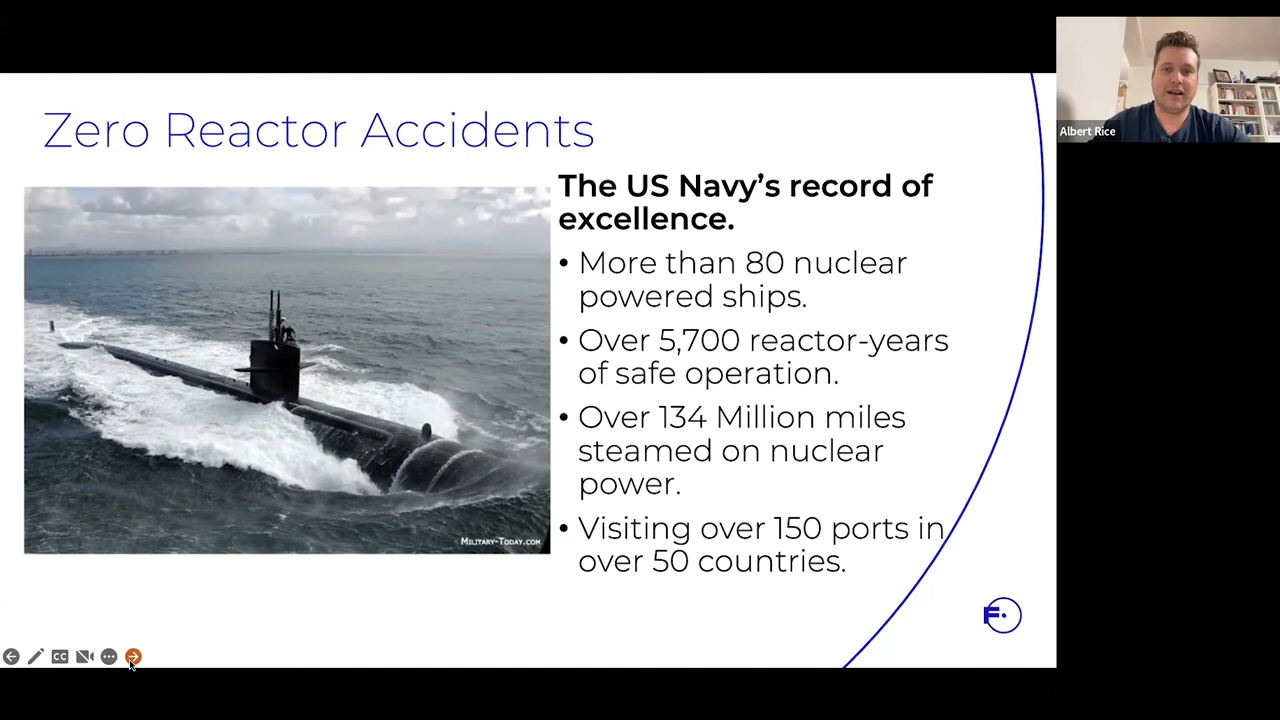 Zero Reactor Accidents
The US Navy's record of
excellence.
• More than 80 nuclear
powered ships.
• Over 5,700 reactor-years
of safe operation.
• Over 134 Million miles
steamed on nuclear
power.
• Visiting over 150 ports in
over 50 countries.
Military-Today.com
F
CC
Albert Rice